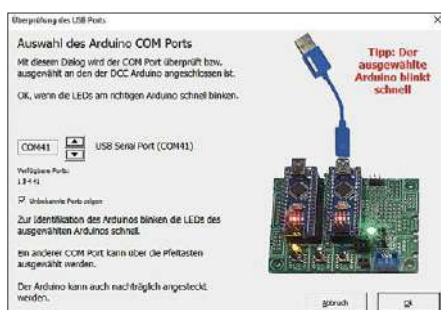 Überprüfung des USB Ports
Auswahl des Arduino COM Ports
Mit diesem Dialog wird der COM Port überprüft bzw.
ausgewählt an den der DCC Arduino angeschlossen ist.
OK, wenn die LEDs am richtigen Arduino schnell blinken.
Tipp: Der
ausgewählte
Arduino blinkt
schnell
COM41
USB Serial Port (COM41)
Verfügbare Ports:
Unbekannte Ports zeigen
Zur Identifikation des Arduinos blinken die LEDs des
ausgewählten Arduinos schnell.
Ein anderer COM Port kann über die Pfeiltasten
ausgewählt werden.
Der Arduino kann auch nachträglich angesteckt
werden.
Abbruch
Ok